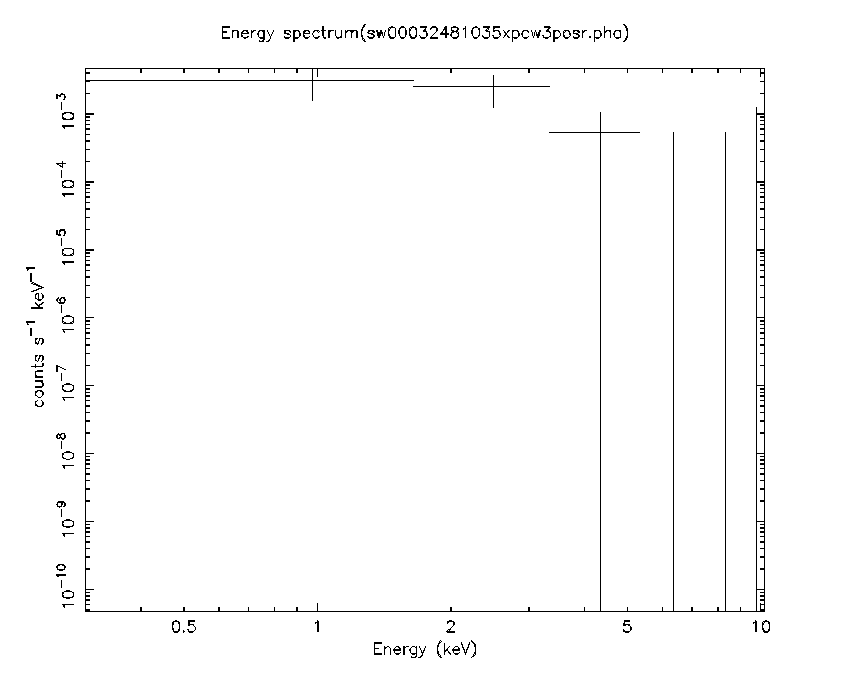 Energy spectrum(sw00032481035xpcw3posr.pha)
counts s⁻¹ keV⁻¹
10⁻³
10⁻⁴
10⁻⁵
10⁻⁶
10⁻⁷
10⁻⁸
10⁻⁹
10⁻¹⁰
0.5 1 2 5 10
Energy (keV)